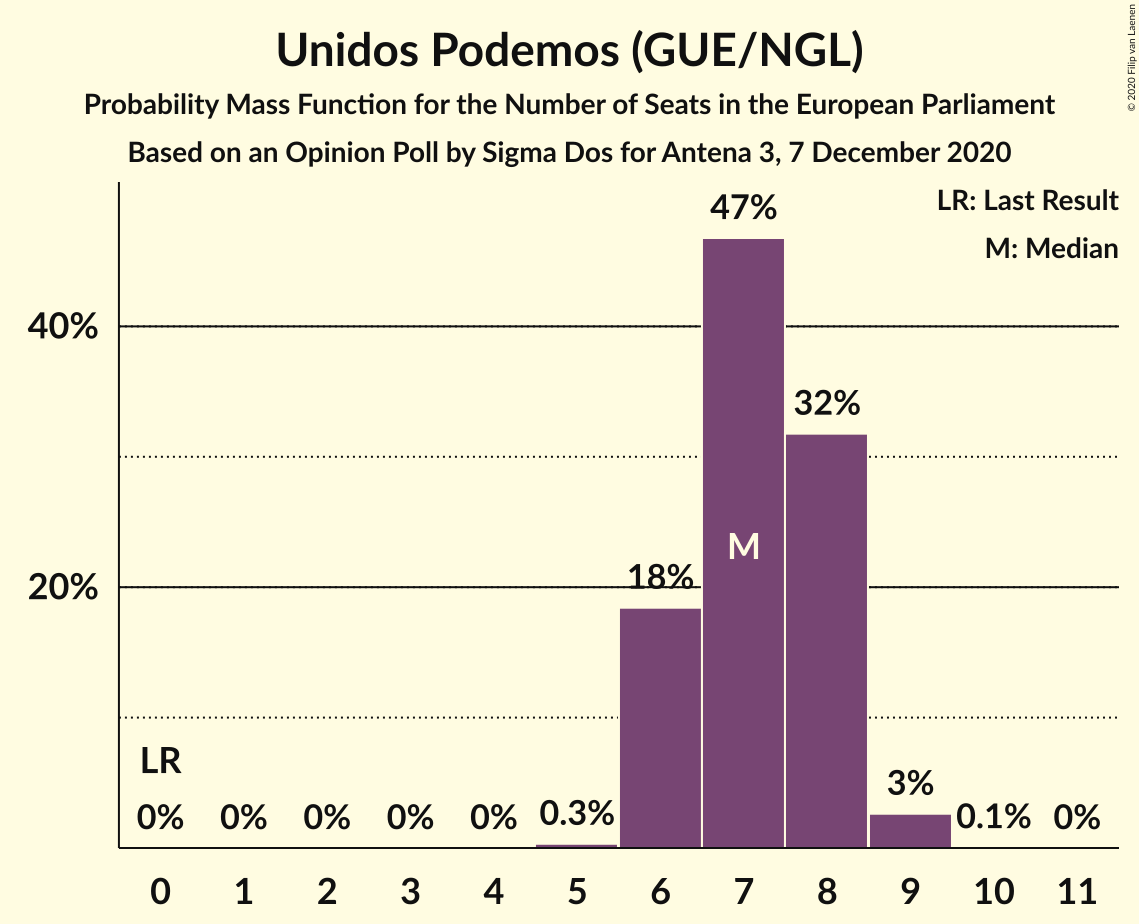 Unidos Podemos (GUE/NGL)
Probability Mass Function for the Number of Seats in the European Parliament
Based on an Opinion Poll by Sigma Dos for Antena 3, 7 December 2020
© 2020 Filip van Laenen
LR: Last Result
M: Median
47%
40%
32%
M
18%
20%
LR
0% 0% 0% 0% 0% 0.3% 3% 0.1% 0%
0 1 2 3 4 5 6 7 8 9 10 11